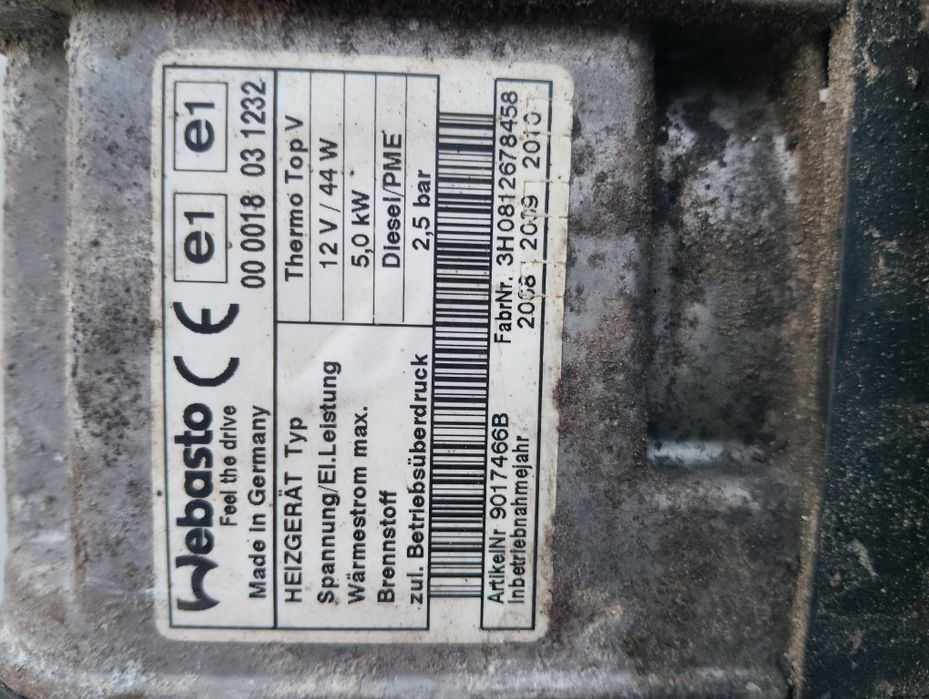 Webasto CE e1 e1
Feel the drive
Made in Germany 00 0018 03 1232
HEIZGERÄT Typ Thermo Top V
Spannung/El.Leistung 12 V / 44 W
Wärmestrom max. 5,0 kW
Brennstoff Diesel/PME
zul. Betriebsüberdruck 2,5 bar
ArtikelNr 9017466B FabrNr. 3H0812678458
Inbetriebnahmejahr 2008 2009 2010